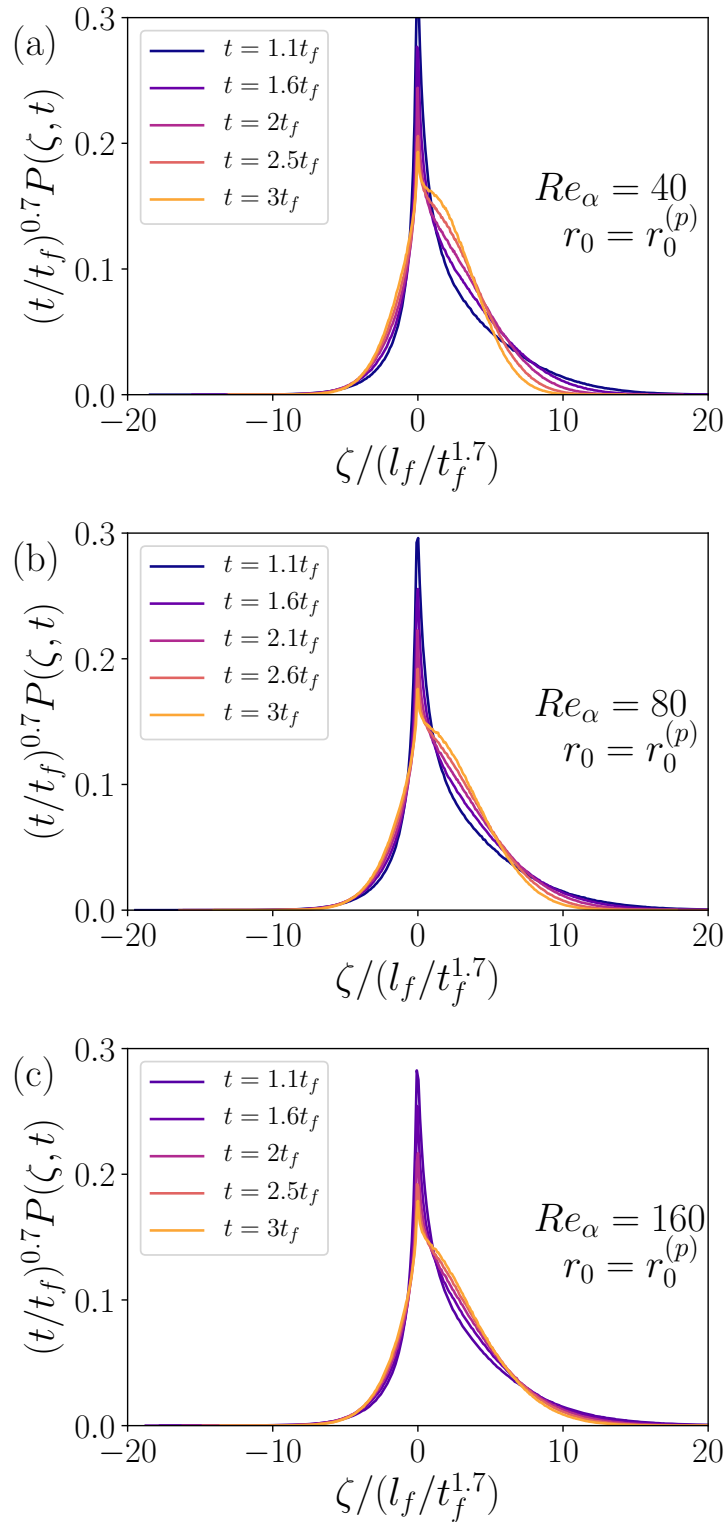 (a)
(t/t_f)^{0.7}P(ζ, t)
0.3
0.2
0.1
0.0
t = 1.1t_f
t = 1.6t_f
t = 2t_f
t = 2.5t_f
t = 3t_f
Re_α = 40
r_0 = r_0^{(p)}
−20 −10 0 10 20
ζ/(l_f/t_f^{1.7})
(b)
(t/t_f)^{0.7}P(ζ, t)
0.3
0.2
0.1
0.0
t = 1.1t_f
t = 1.6t_f
t = 2.1t_f
t = 2.6t_f
t = 3t_f
Re_α = 80
r_0 = r_0^{(p)}
−20 −10 0 10 20
ζ/(l_f/t_f^{1.7})
(c)
(t/t_f)^{0.7}P(ζ, t)
0.3
0.2
0.1
0.0
t = 1.1t_f
t = 1.6t_f
t = 2t_f
t = 2.5t_f
t = 3t_f
Re_α = 160
r_0 = r_0^{(p)}
−20 −10 0 10 20
ζ/(l_f/t_f^{1.7})